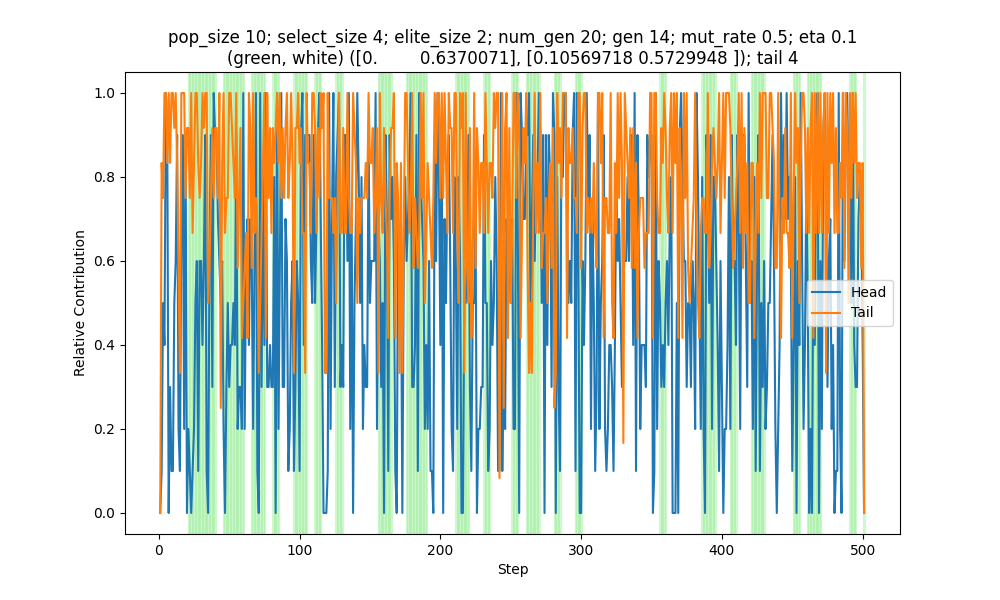 pop_size 10; select_size 4; elite_size 2; num_gen 20; gen 14; mut_rate 0.5; eta 0.1
(green, white) ([0. 0.6370071], [0.10569718 0.5729948 ]); tail 4
Relative Contribution
1.0
0.8
0.6
0.4
0.2
0.0
Head
Tail
0 100 200 300 400 500
Step